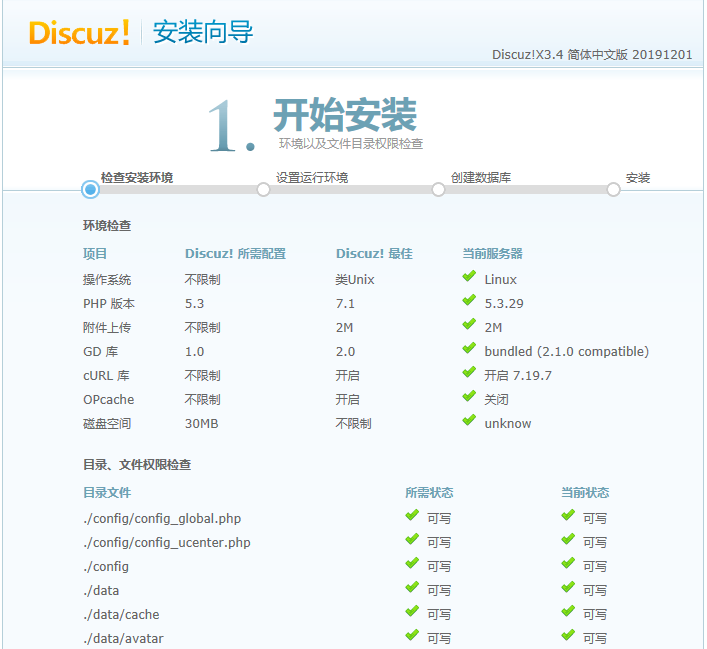 Discuz! 安装向导
Discuz!X3.4 简体中文版 20191201
1. 开始安装
环境以及文件目录权限检查
检查安装环境 设置运行环境 创建数据库 安装
环境检查
项目 Discuz! 所需配置 Discuz! 最佳 当前服务器
操作系统 不限制 类Unix Linux
PHP 版本 5.3 7.1 5.3.29
附件上传 不限制 2M 2M
GD 库 1.0 2.0 bundled (2.1.0 compatible)
cURL 库 不限制 开启 开启 7.19.7
OPcache 不限制 开启 关闭
磁盘空间 30MB 不限制 unknow
目录、文件权限检查
目录文件 所需状态 当前状态
./config/config_global.php 可写 可写
./config/config_ucenter.php 可写 可写
./config 可写 可写
./data 可写 可写
./data/cache 可写 可写
./data/avatar 可写 可写